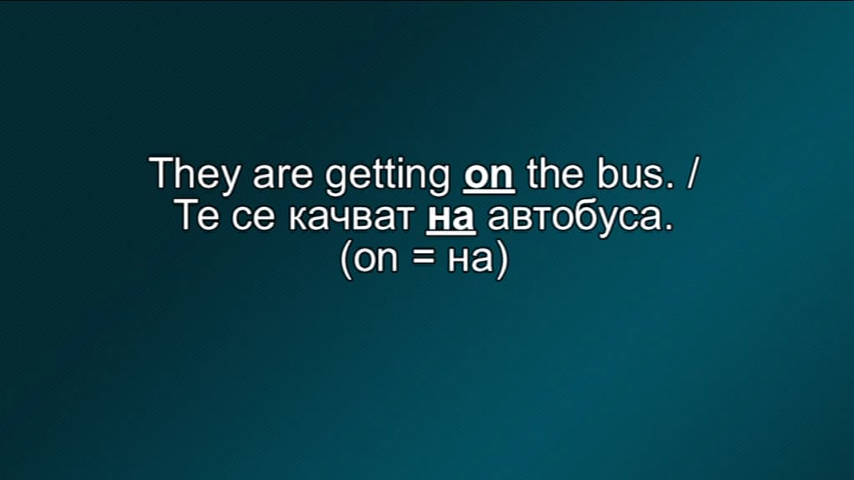 They are getting on the bus. /
Те се качват на автобуса.
(on = на)